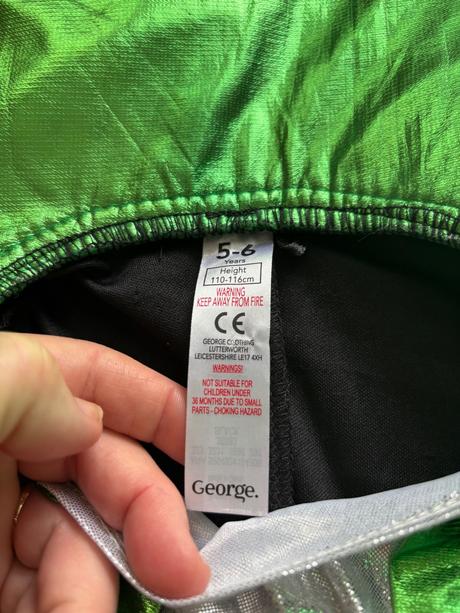 5-6
Years
Height
110-116cm
WARNING
KEEP AWAY FROM FIRE
CE
GEORGE CLOTHING
LUTTERWORTH
LEICESTERSHIRE LE17 4XH
WARNINGS!
NOT SUITABLE FOR
CHILDREN UNDER
36 MONTHS DUE TO SMALL
PARTS - CHOKING HAZARD
George.